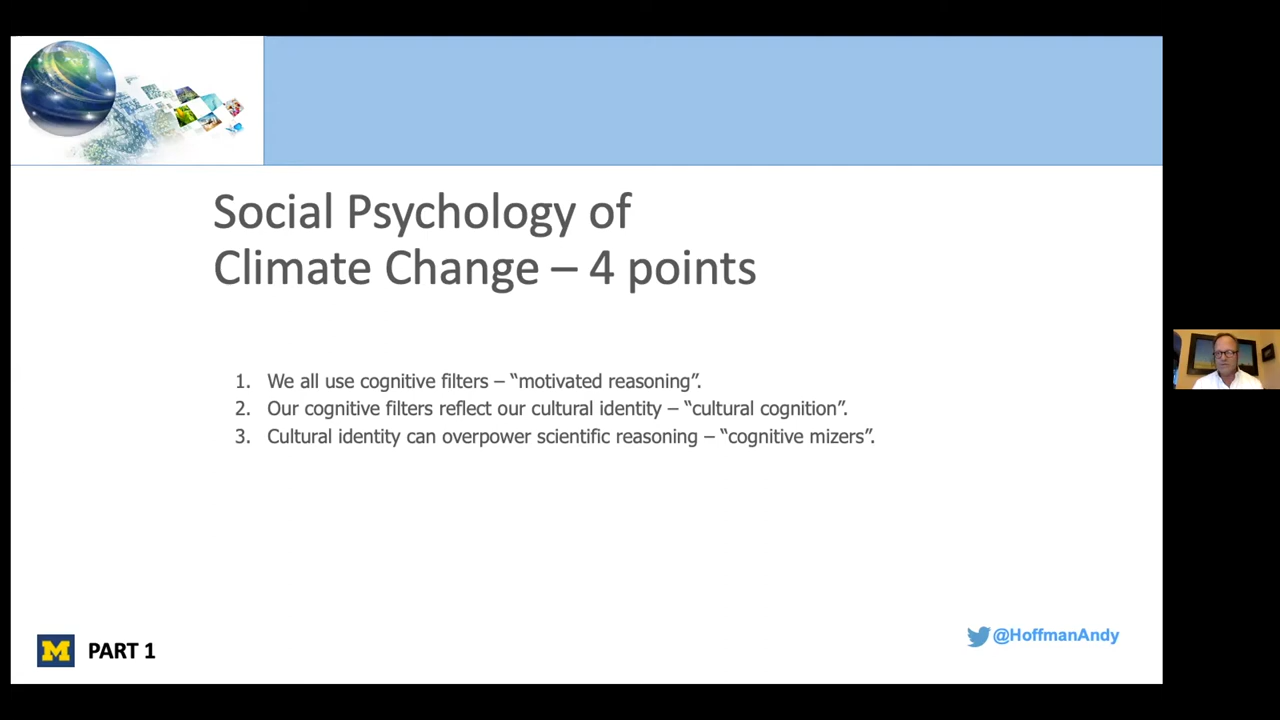 Social Psychology of
Climate Change – 4 points
1. We all use cognitive filters – “motivated reasoning”.
2. Our cognitive filters reflect our cultural identity – “cultural cognition”.
3. Cultural identity can overpower scientific reasoning – “cognitive mizers”.
M PART 1
@HoffmanAndy